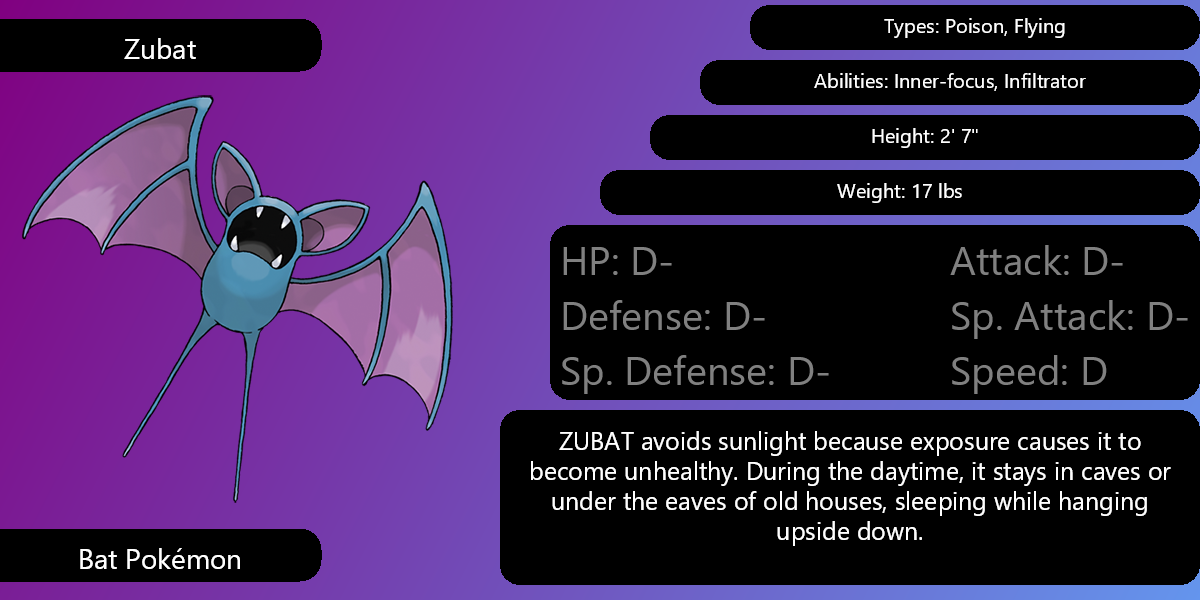 Zubat
Types: Poison, Flying
Abilities: Inner-focus, Infiltrator
Height: 2' 7"
Weight: 17 lbs
HP: D-
Attack: D-
Defense: D-
Sp. Attack: D-
Sp. Defense: D-
Speed: D
ZUBAT avoids sunlight because exposure causes it to
become unhealthy. During the daytime, it stays in caves or
under the eaves of old houses, sleeping while hanging
upside down.
Bat Pokémon